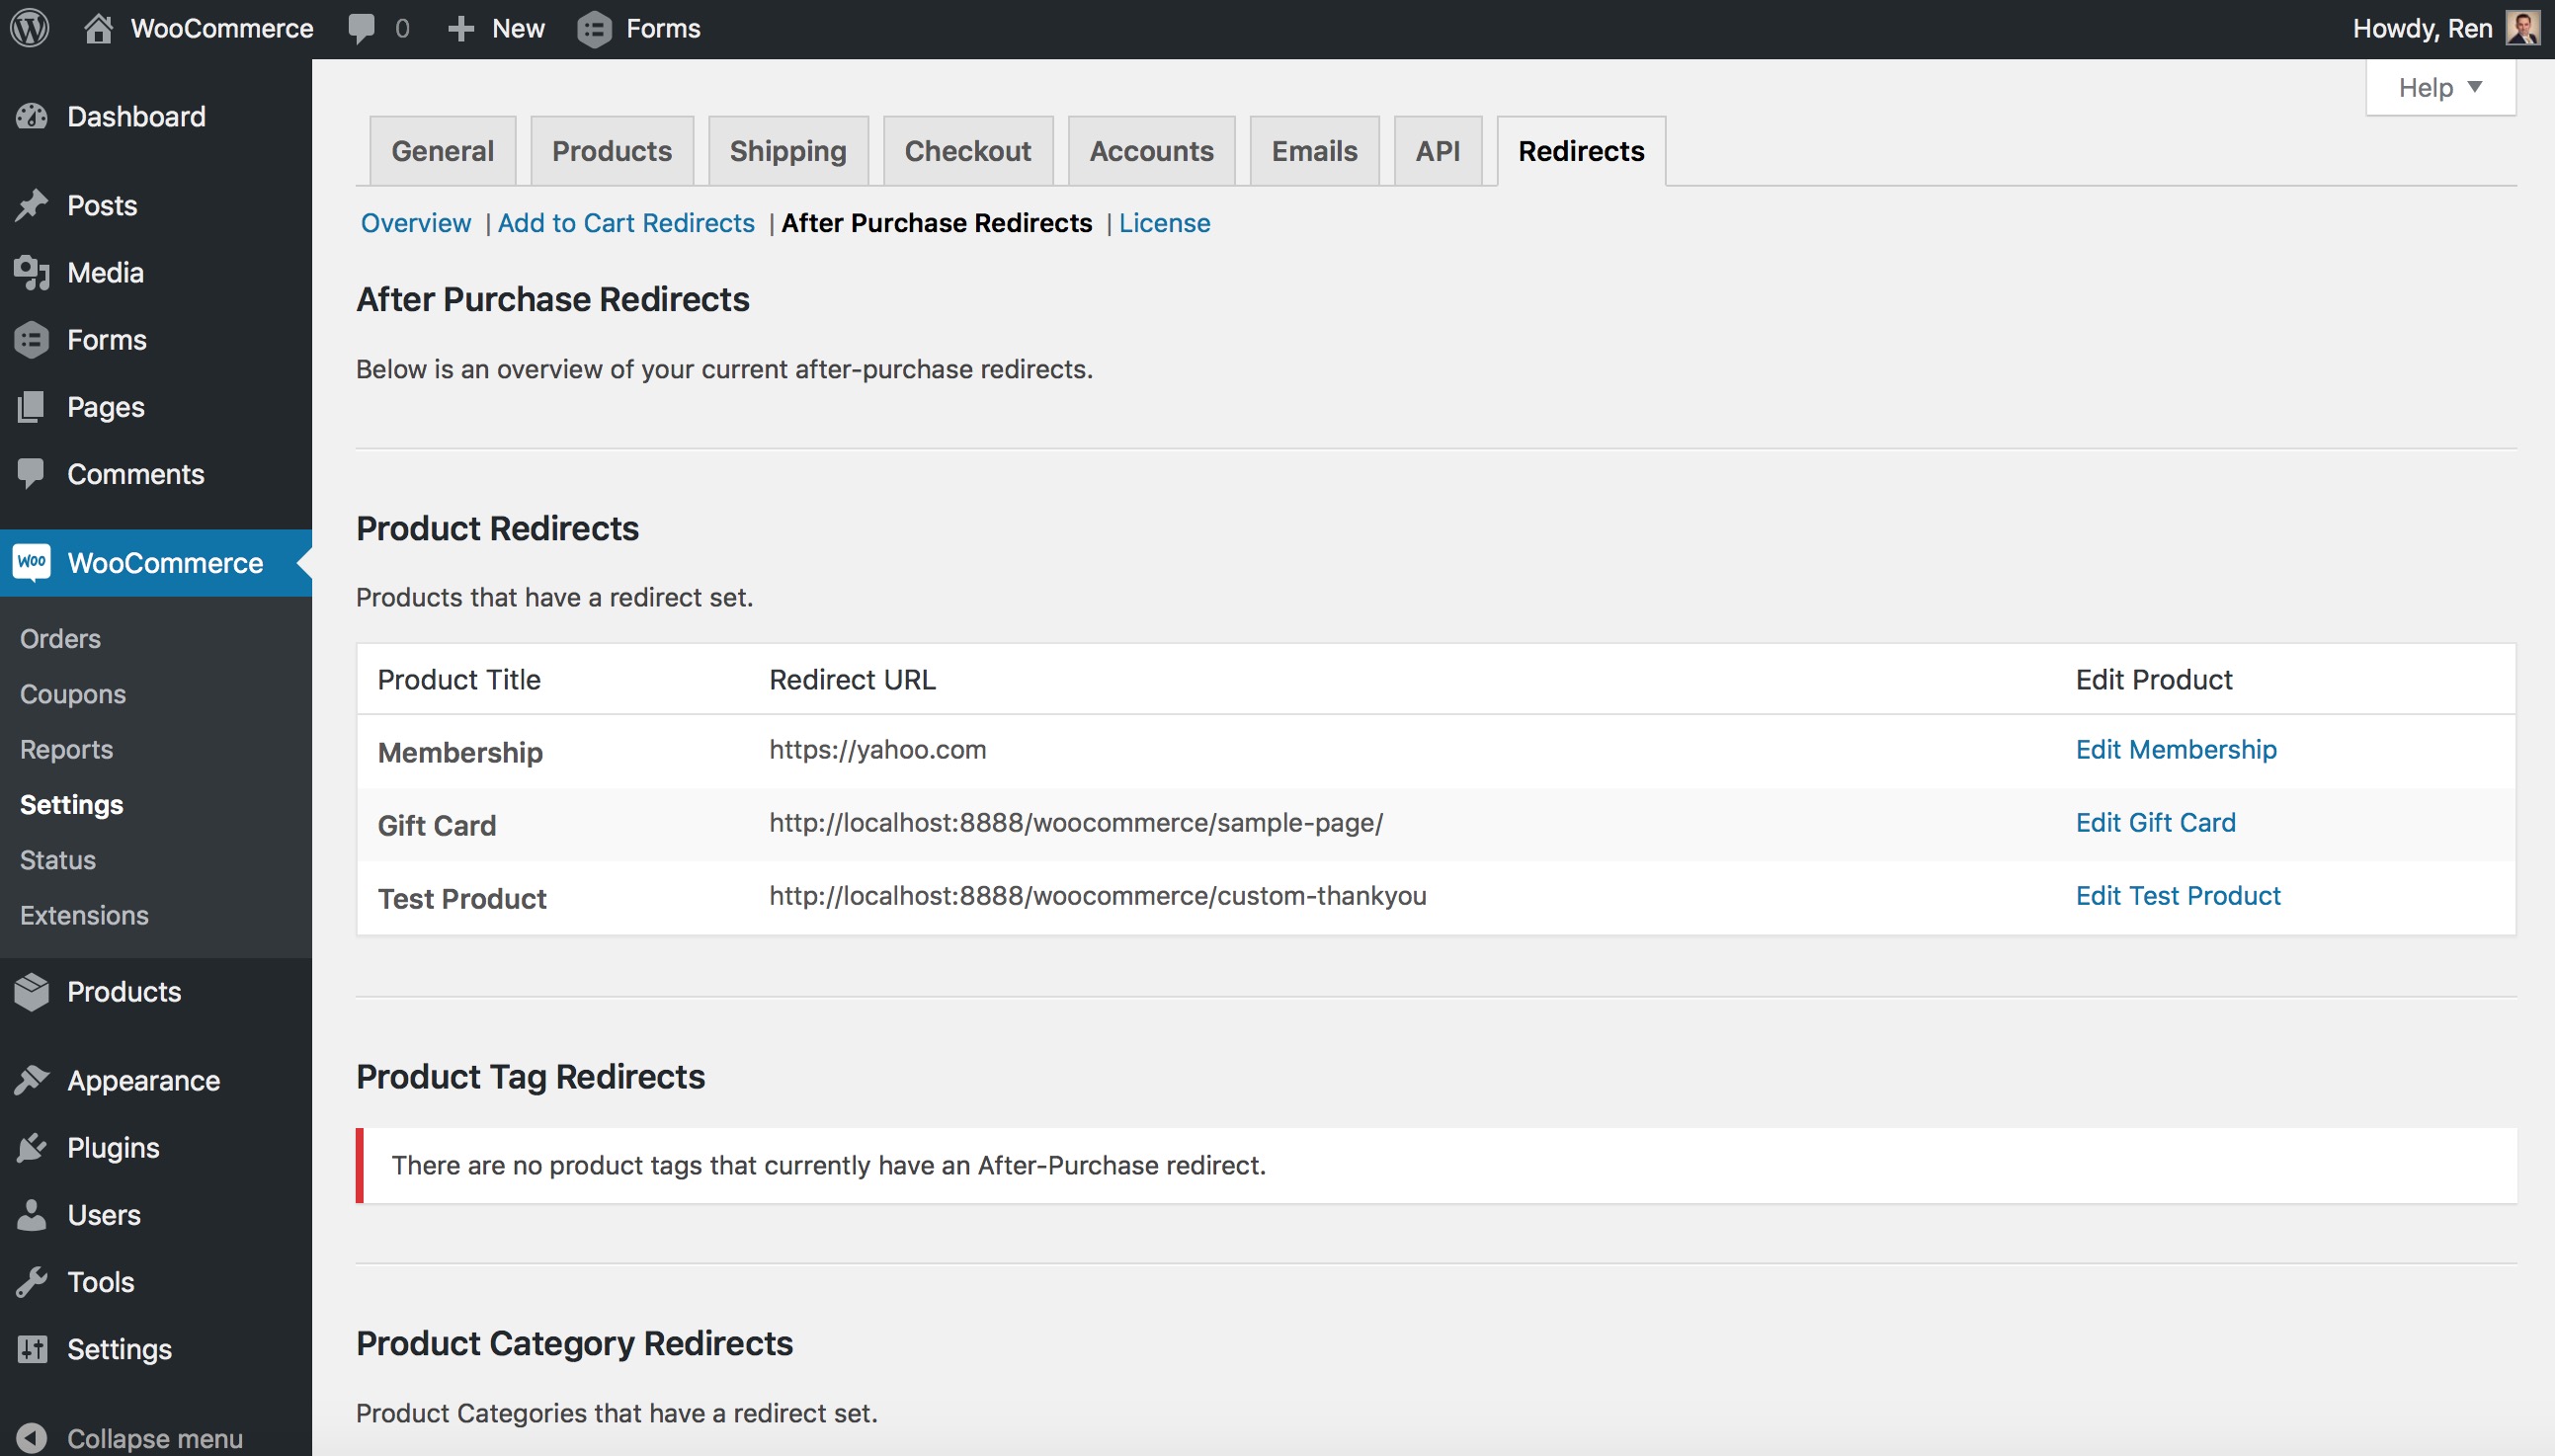 WooCommerce 0 New Forms Howdy, Ren
Help
Dashboard
Posts
Media
Forms
Pages
Comments
Woo WooCommerce
Orders
Coupons
Reports
Settings
Status
Extensions
Products
Appearance
Plugins
Users
Tools
Settings
Collapse menu
General Products Shipping Checkout Accounts Emails API Redirects
Overview | Add to Cart Redirects | After Purchase Redirects | License
After Purchase Redirects
Below is an overview of your current after-purchase redirects.
Product Redirects
Products that have a redirect set.
Product Title Redirect URL Edit Product
Membership https://yahoo.com Edit Membership
Gift Card http://localhost:8888/woocommerce/sample-page/ Edit Gift Card
Test Product http://localhost:8888/woocommerce/custom-thankyou Edit Test Product
Product Tag Redirects
There are no product tags that currently have an After-Purchase redirect.
Product Category Redirects
Product Categories that have a redirect set.